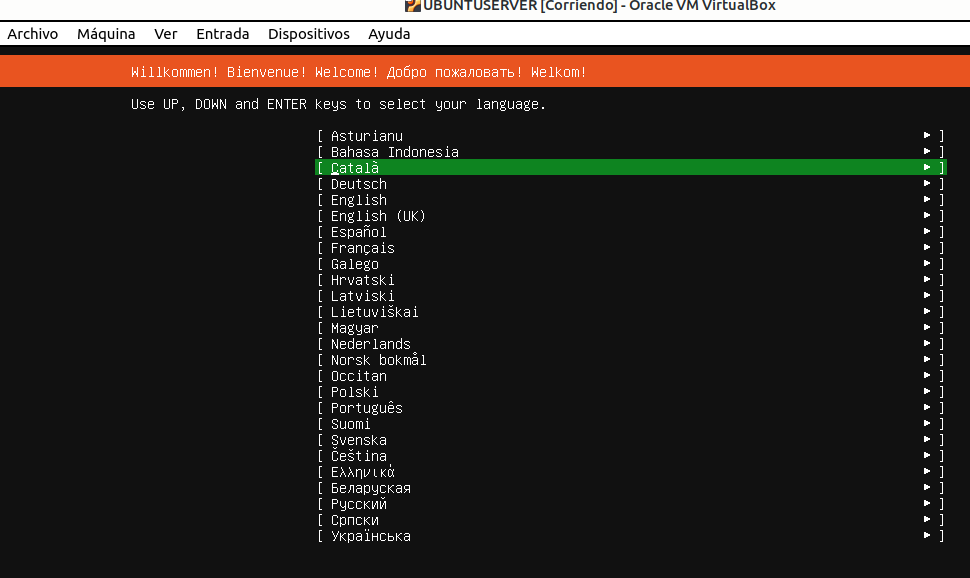 UBUNTUSERVER [Corriendo] - Oracle VM VirtualBox
Archivo Máquina Ver Entrada Dispositivos Ayuda
Willkommen! Bienvenue! Welcome! Добро пожаловать! Welkom!
Use UP, DOWN and ENTER keys to select your language.
[ Asturianu ▸ ]
[ Bahasa Indonesia ▸ ]
[ Català ▸ ]
[ Deutsch ▸ ]
[ English ▸ ]
[ English (UK) ▸ ]
[ Español ▸ ]
[ Français ▸ ]
[ Galego ▸ ]
[ Hrvatski ▸ ]
[ Latviski ▸ ]
[ Lietuviškai ▸ ]
[ Magyar ▸ ]
[ Nederlands ▸ ]
[ Norsk bokmål ▸ ]
[ Occitan ▸ ]
[ Polski ▸ ]
[ Português ▸ ]
[ Suomi ▸ ]
[ Svenska ▸ ]
[ Čeština ▸ ]
[ Ελληνικά ▸ ]
[ Беларуская ▸ ]
[ Русский ▸ ]
[ Српски ▸ ]
[ Українська ▸ ]